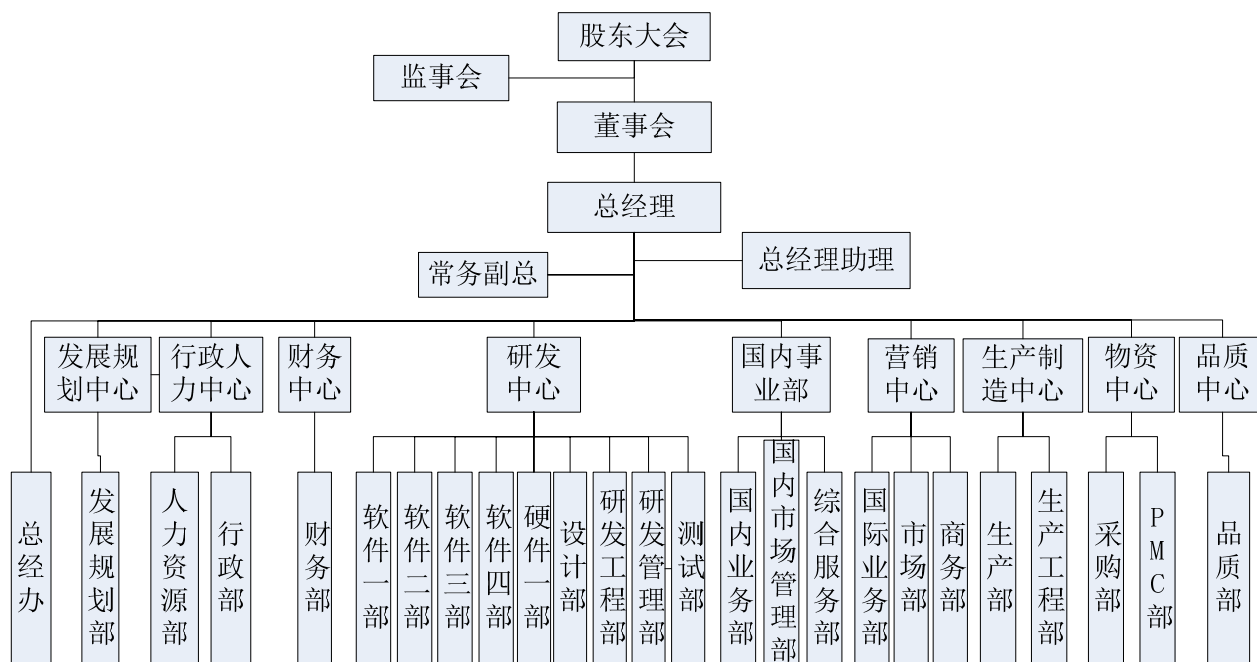 股东大会
监事会
董事会
总经理
常务副总
总经理助理
发展规
划中心
行政人
力中心
财务
中心
研发
中心
国内事
业部
营销
中心
生产制
造中心
物资
中心
品质
中心
总经办
发展规划部
人力资源部
行政部
财务部
软件一部
软件二部
软件三部
软件四部
硬件一部
设计部
研发工程部
研发管理部
测试部
国内业务部
国内市场管理部
综合服务部
国际业务部
市场部
商务部
生产部
生产工程部
采购部
PMC部
品质部